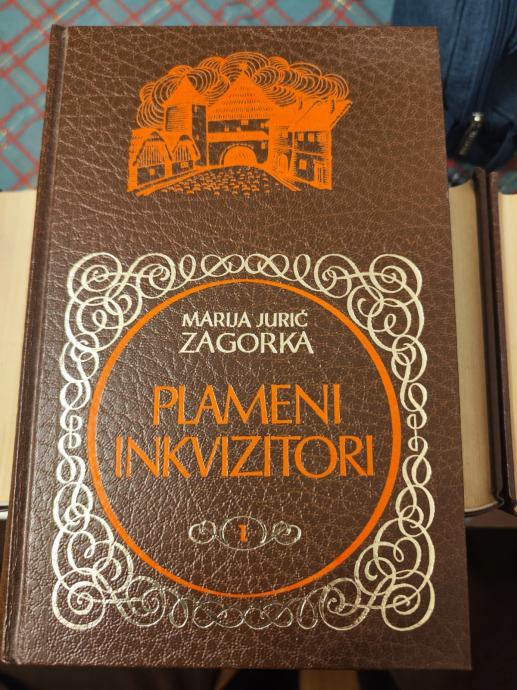 MARIJA JURIĆ
ZAGORKA
PLAMENI
INKVIZITORI
1